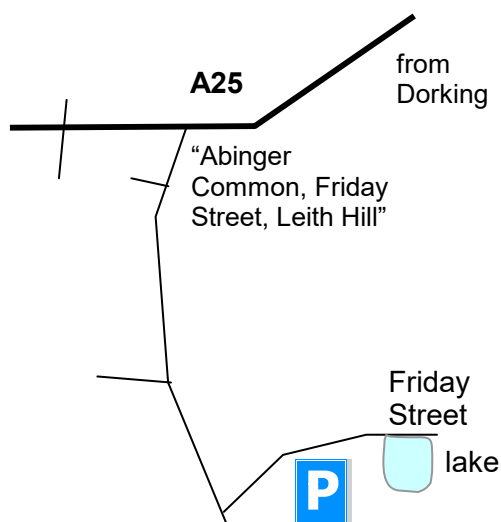 A25
from
Dorking
“Abinger
Common, Friday
Street, Leith Hill”
Friday
Street
lake
P